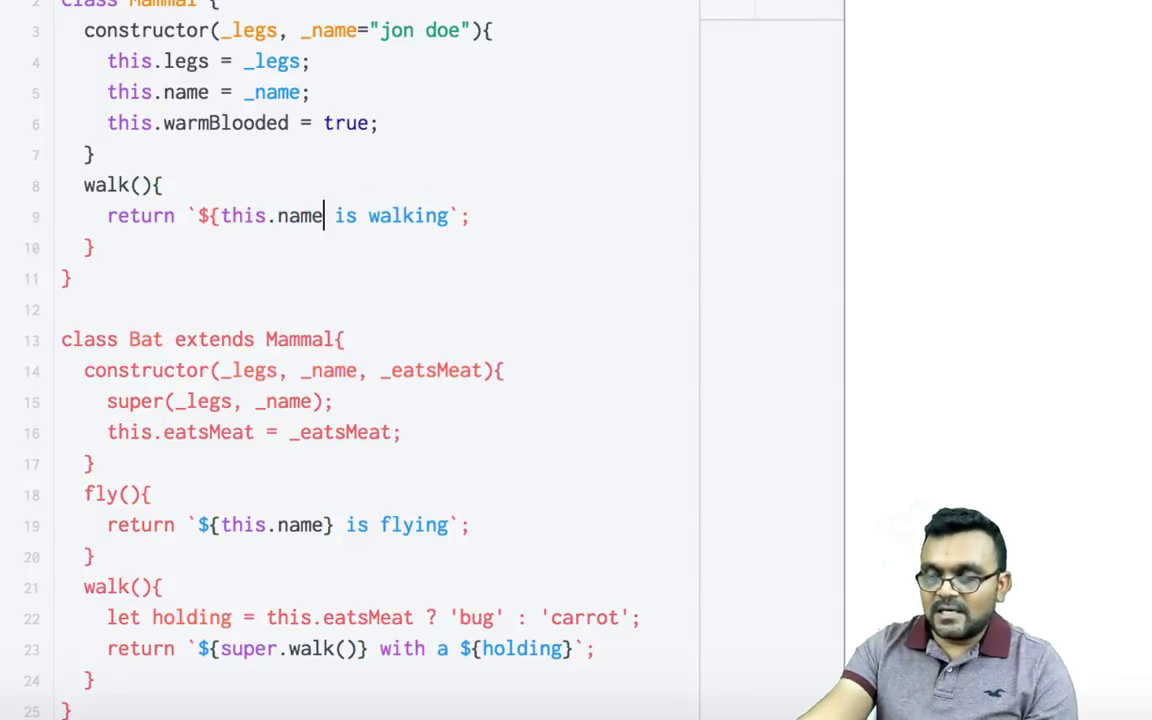 2 class Mammal {
3 constructor(_legs, _name="jon doe"){
4 this.legs = _legs;
5 this.name = _name;
6 this.warmBlooded = true;
7 }
8 walk(){
9 return `${this.name is walking`;
10 }
11 }
12
13 class Bat extends Mammal{
14 constructor(_legs, _name, _eatsMeat){
15 super(_legs, _name);
16 this.eatsMeat = _eatsMeat;
17 }
18 fly(){
19 return `${this.name} is flying`;
20 }
21 walk(){
22 let holding = this.eatsMeat ? 'bug' : 'carrot';
23 return `${super.walk()} with a ${holding}`;
24 }
25 }